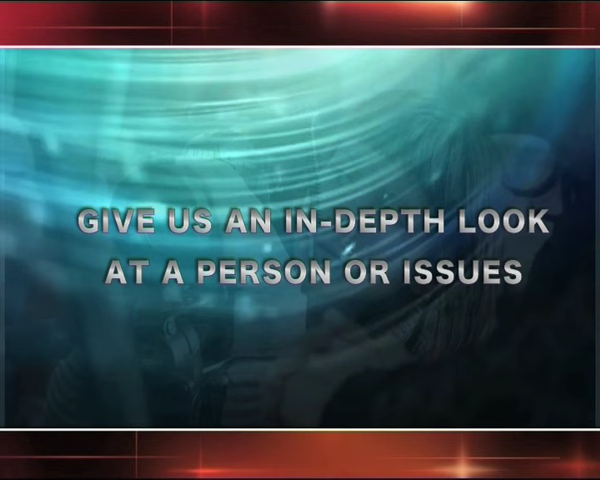 GIVE US AN IN-DEPTH LOOK
AT A PERSON OR ISSUES